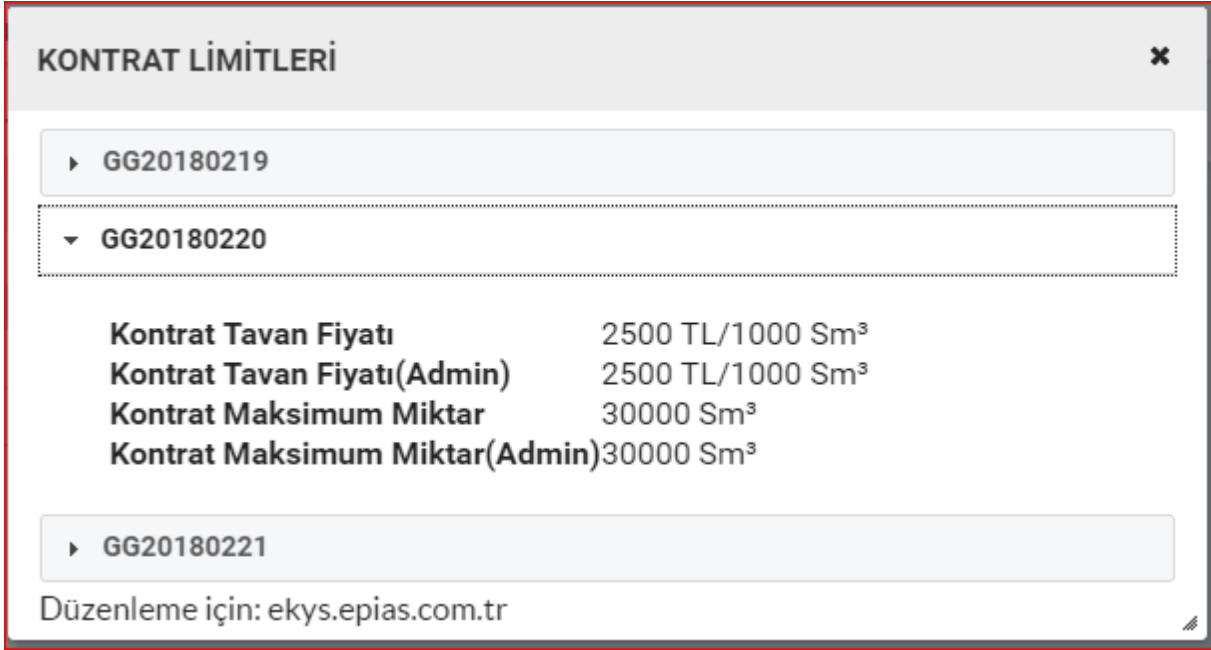 KONTRAT LİMİTLERİ
GG20180219
GG20180220
Kontrat Tavan Fiyatı 2500 TL/1000 Sm³
Kontrat Tavan Fiyatı(Admin) 2500 TL/1000 Sm³
Kontrat Maksimum Miktar 30000 Sm³
Kontrat Maksimum Miktar(Admin)30000 Sm³
GG20180221
Düzenleme için: ekys.epias.com.tr